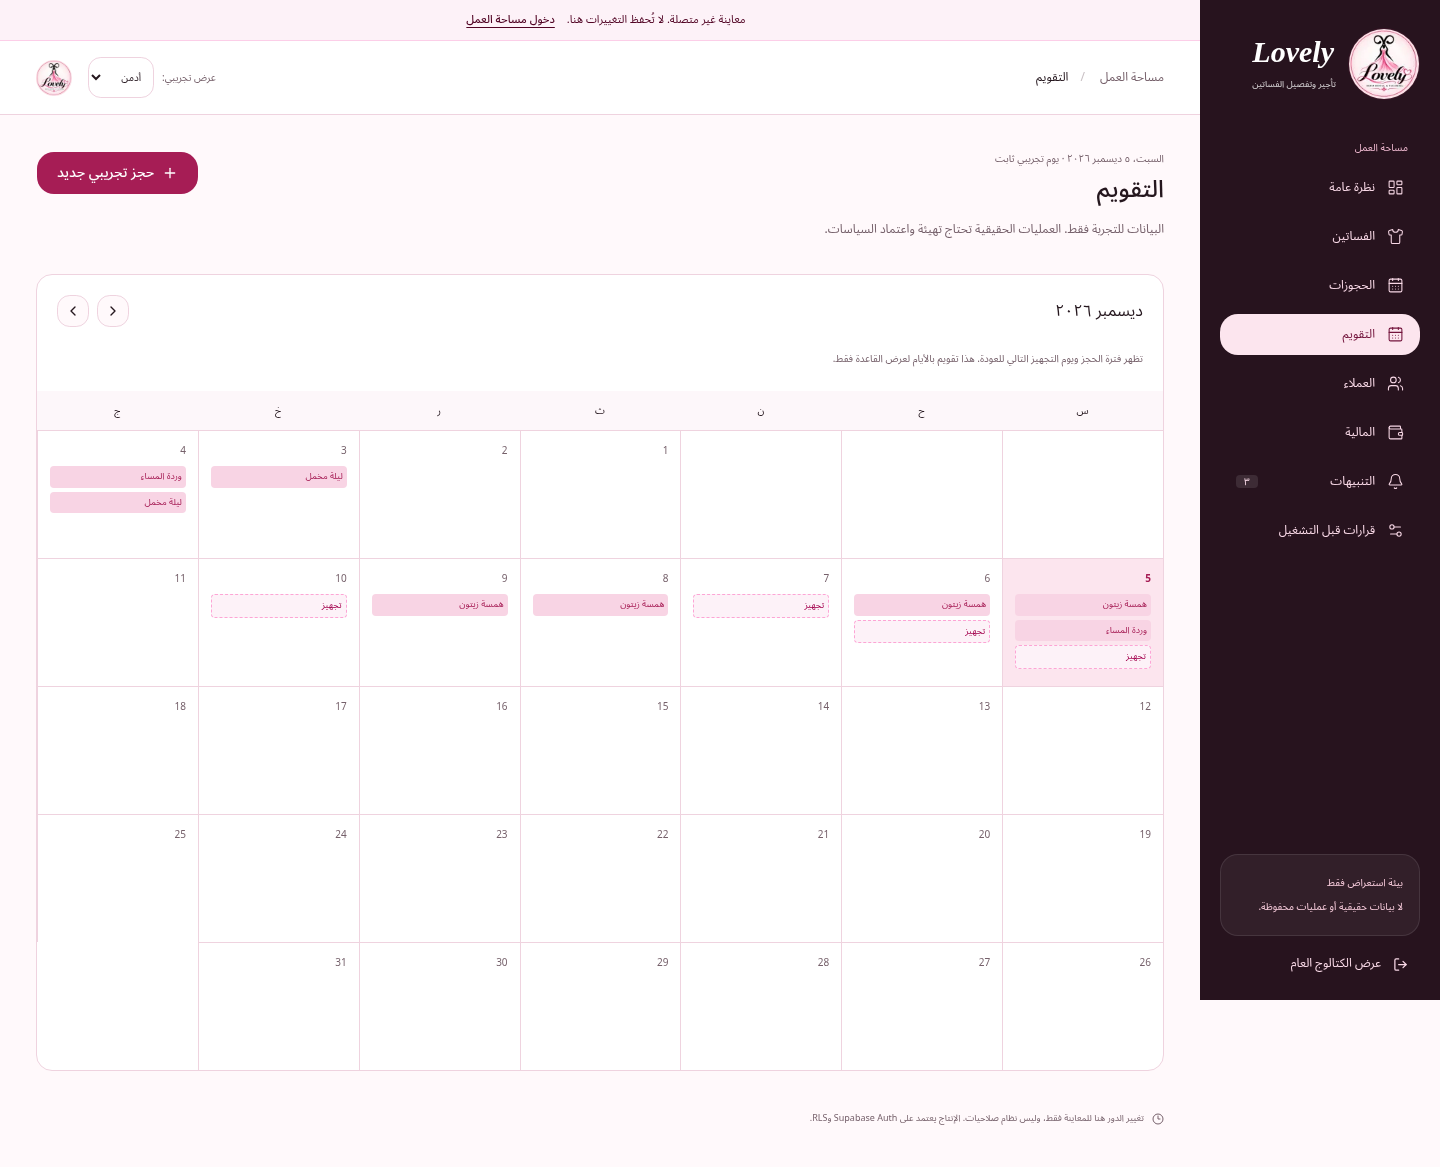 معاينة غير متصلة. لا تُحفظ التغييرات هنا. دخول مساحة العمل
Lovely
تأجير وتفصيل الفساتين
Lovely
مساحة العمل
نظرة عامة
الفساتين
الحجوزات
التقويم
العملاء
المالية
التنبيهات ٣
قرارات قبل التشغيل
بيئة استعراض فقط
لا بيانات حقيقية أو عمليات محفوظة.
عرض الكتالوج العام
مساحة العمل / التقويم
عرض تجريبي: أدمن
Lovely
السبت، ٥ ديسمبر ٢٠٢٦ · يوم تجريبي ثابت
التقويم
البيانات للتجربة فقط. العمليات الحقيقية تحتاج تهيئة واعتماد السياسات.
حجز تجريبي جديد
ديسمبر ٢٠٢٦
تظهر فترة الحجز ويوم التجهيز التالي للعودة. هذا تقويم بالأيام لعرض القاعدة فقط.
س ح ن ث ر خ ج
1
2
3
ليلة مخمل
4
وردة المساء
ليلة مخمل
5
همسة زيتون
وردة المساء
تجهيز
6
همسة زيتون
تجهيز
7
تجهيز
8
همسة زيتون
9
همسة زيتون
10
تجهيز
11
12 13 14 15 16 17 18
19 20 21 22 23 24 25
26 27 28 29 30 31
تغيير الدور هنا للمعاينة فقط، وليس نظام صلاحيات. الإنتاج يعتمد على Supabase Auth وRLS.